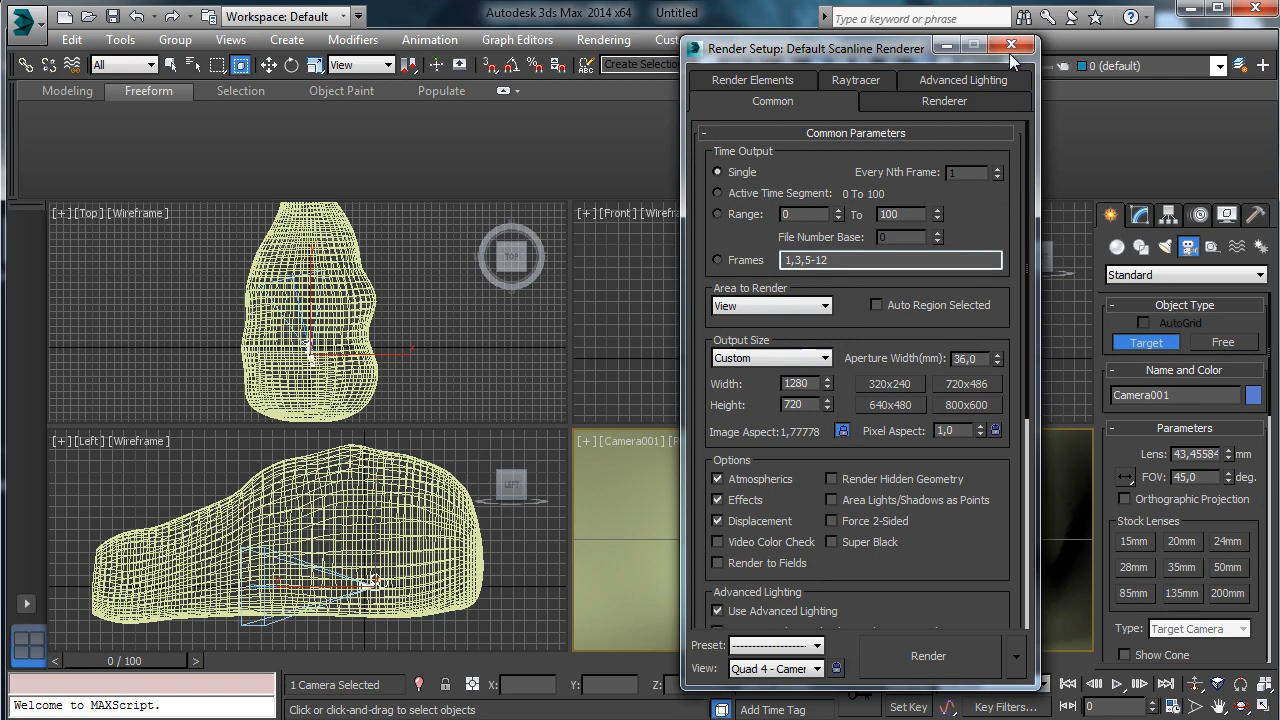 Workspace: Default
Autodesk 3ds Max 2014 x64
Untitled
Type a keyword or phrase
Edit
Tools
Group
Views
Create
Modifiers
Animation
Graph Editors
Rendering
All
View
Create Selection
0 (default)
Modeling
Freeform
Selection
Object Paint
Populate
[+] [Top] [Wireframe]
TOP
X
[+] [Left] [Wireframe]
LEFT
[+] [Front] [Wirefra
[+] [Camera001]
Render Setup: Default Scanline Renderer
Render Elements
Raytracer
Advanced Lighting
Common
Renderer
- Common Parameters
Time Output
Single
Every Nth Frame: 1
Active Time Segment: 0 To 100
Range: 0 To 100
File Number Base: 0
Frames 1,3,5-12
Area to Render
View
Auto Region Selected
Output Size
Custom
Aperture Width(mm): 36,0
Width: 1280
320x240
720x486
Height: 720
640x480
800x600
Image Aspect: 1,77778
Pixel Aspect: 1,0
Options
Atmospherics
Render Hidden Geometry
Effects
Area Lights/Shadows as Points
Displacement
Force 2-Sided
Video Color Check
Super Black
Render to Fields
Advanced Lighting
Use Advanced Lighting
Preset: --------------------
View: Quad 4 - Camer
Render
Standard
- Object Type
AutoGrid
Target
Free
- Name and Color
Camera001
- Parameters
Lens: 43,45584 mm
FOV: 45,0 deg.
Orthographic Projection
Stock Lenses
15mm
20mm
24mm
28mm
35mm
50mm
85mm
135mm
200mm
Type: Target Camera
Show Cone
< 0 / 100 >
Welcome to MAXScript.
1 Camera Selected
X:
Y:
Z:
Click or click-and-drag to select objects
Add Time Tag
Set Key
Key Filters...
0